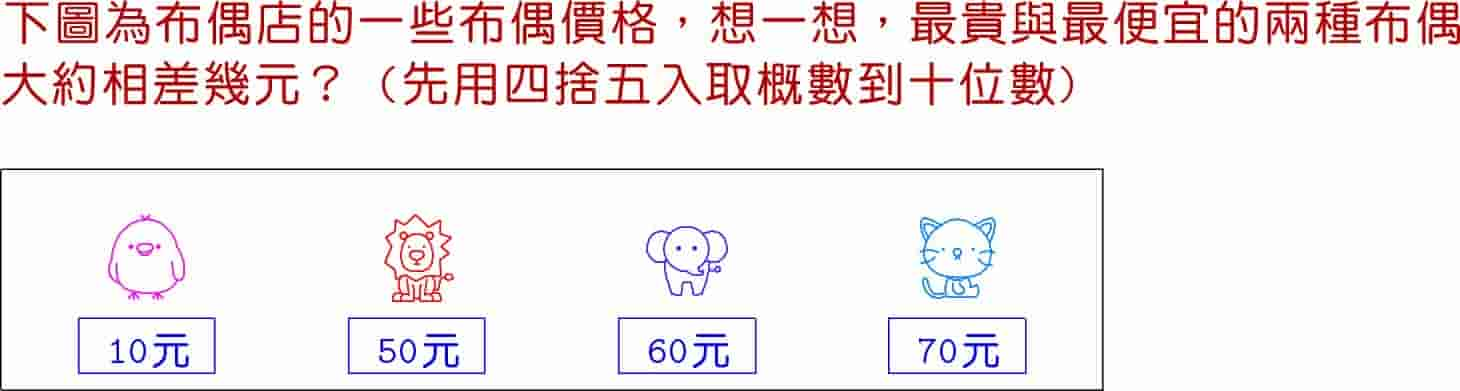 下圖為布偶店的一些布偶價格，想一想，最貴與最便宜的兩種布偶
大約相差幾元？（先用四捨五入取概數到十位數）
10元 50元 60元 70元